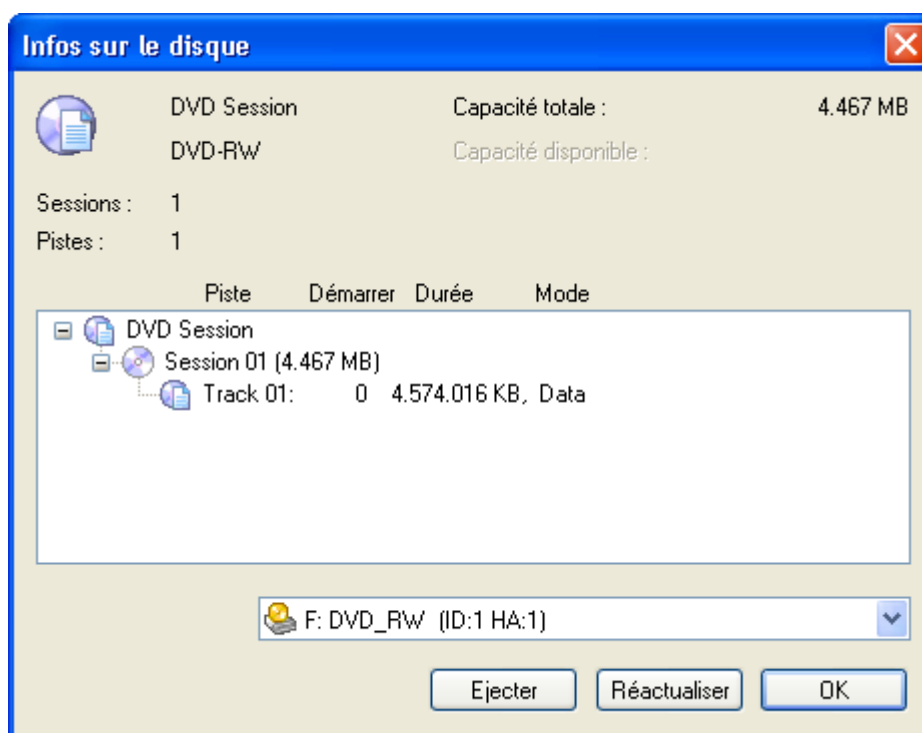 Infos sur le disque
DVD Session Capacité totale : 4.467 MB
DVD-RW Capacité disponible :
Sessions : 1
Pistes : 1
Piste Démarrer Durée Mode
DVD Session
Session 01 (4.467 MB)
Track 01: 0 4.574.016 KB, Data
F: DVD_RW (ID:1 HA:1)
Ejecter Réactualiser OK